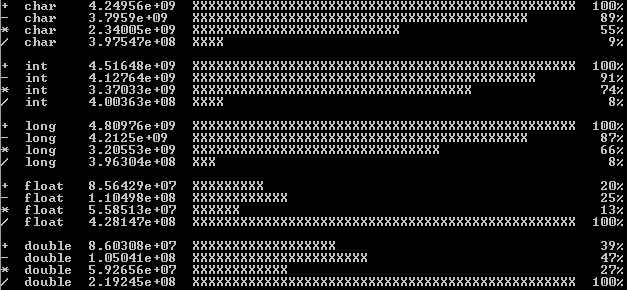 + char 4.24956e+09 XXXXXXXXXXXXXXXXXXXXXXXXXXXXXXXXXXXXXXXXXXXXXXXX 100%
- char 3.7959e+09 XXXXXXXXXXXXXXXXXXXXXXXXXXXXXXXXXXXXXXXXXX 89%
* char 2.34005e+09 XXXXXXXXXXXXXXXXXXXXXXXXXX 55%
/ char 3.97547e+08 XXXX 9%
+ int 4.51648e+09 XXXXXXXXXXXXXXXXXXXXXXXXXXXXXXXXXXXXXXXXXXXXXXXX 100%
- int 4.12764e+09 XXXXXXXXXXXXXXXXXXXXXXXXXXXXXXXXXXXXXXXXXXX 91%
* int 3.37033e+09 XXXXXXXXXXXXXXXXXXXXXXXXXXXXXXXXXXX 74%
/ int 4.00363e+08 XXXX 8%
+ long 4.80976e+09 XXXXXXXXXXXXXXXXXXXXXXXXXXXXXXXXXXXXXXXXXXXXXXXX 100%
- long 4.2125e+09 XXXXXXXXXXXXXXXXXXXXXXXXXXXXXXXXXXXXXXXXXX 87%
* long 3.20553e+09 XXXXXXXXXXXXXXXXXXXXXXXXXXXXXXX 66%
/ long 3.96304e+08 XXX 8%
+ float 8.56429e+07 XXXXXXXXX 20%
- float 1.10498e+08 XXXXXXXXXXXX 25%
* float 5.58513e+07 XXXXXX 13%
/ float 4.28147e+08 XXXXXXXXXXXXXXXXXXXXXXXXXXXXXXXXXXXXXXXXXXXXXXXX 100%
+ double 8.60308e+07 XXXXXXXXXXXXXXXXXX 39%
- double 1.05041e+08 XXXXXXXXXXXXXXXXXXXXXX 47%
* double 5.92656e+07 XXXXXXXXXXXX 27%
/ double 2.19245e+08 XXXXXXXXXXXXXXXXXXXXXXXXXXXXXXXXXXXXXXXXXXXXXXXX 100%